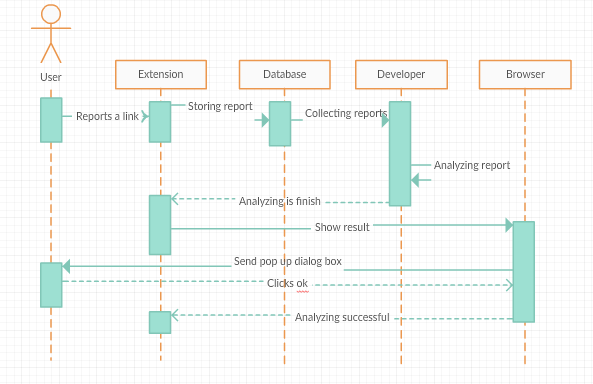 User
Extension
Database
Developer
Browser
Reports a link
Storing report
Collecting reports
Analyzing report
Analyzing is finish
Show result
Send pop up dialog box
Clicks ok
Analyzing successful